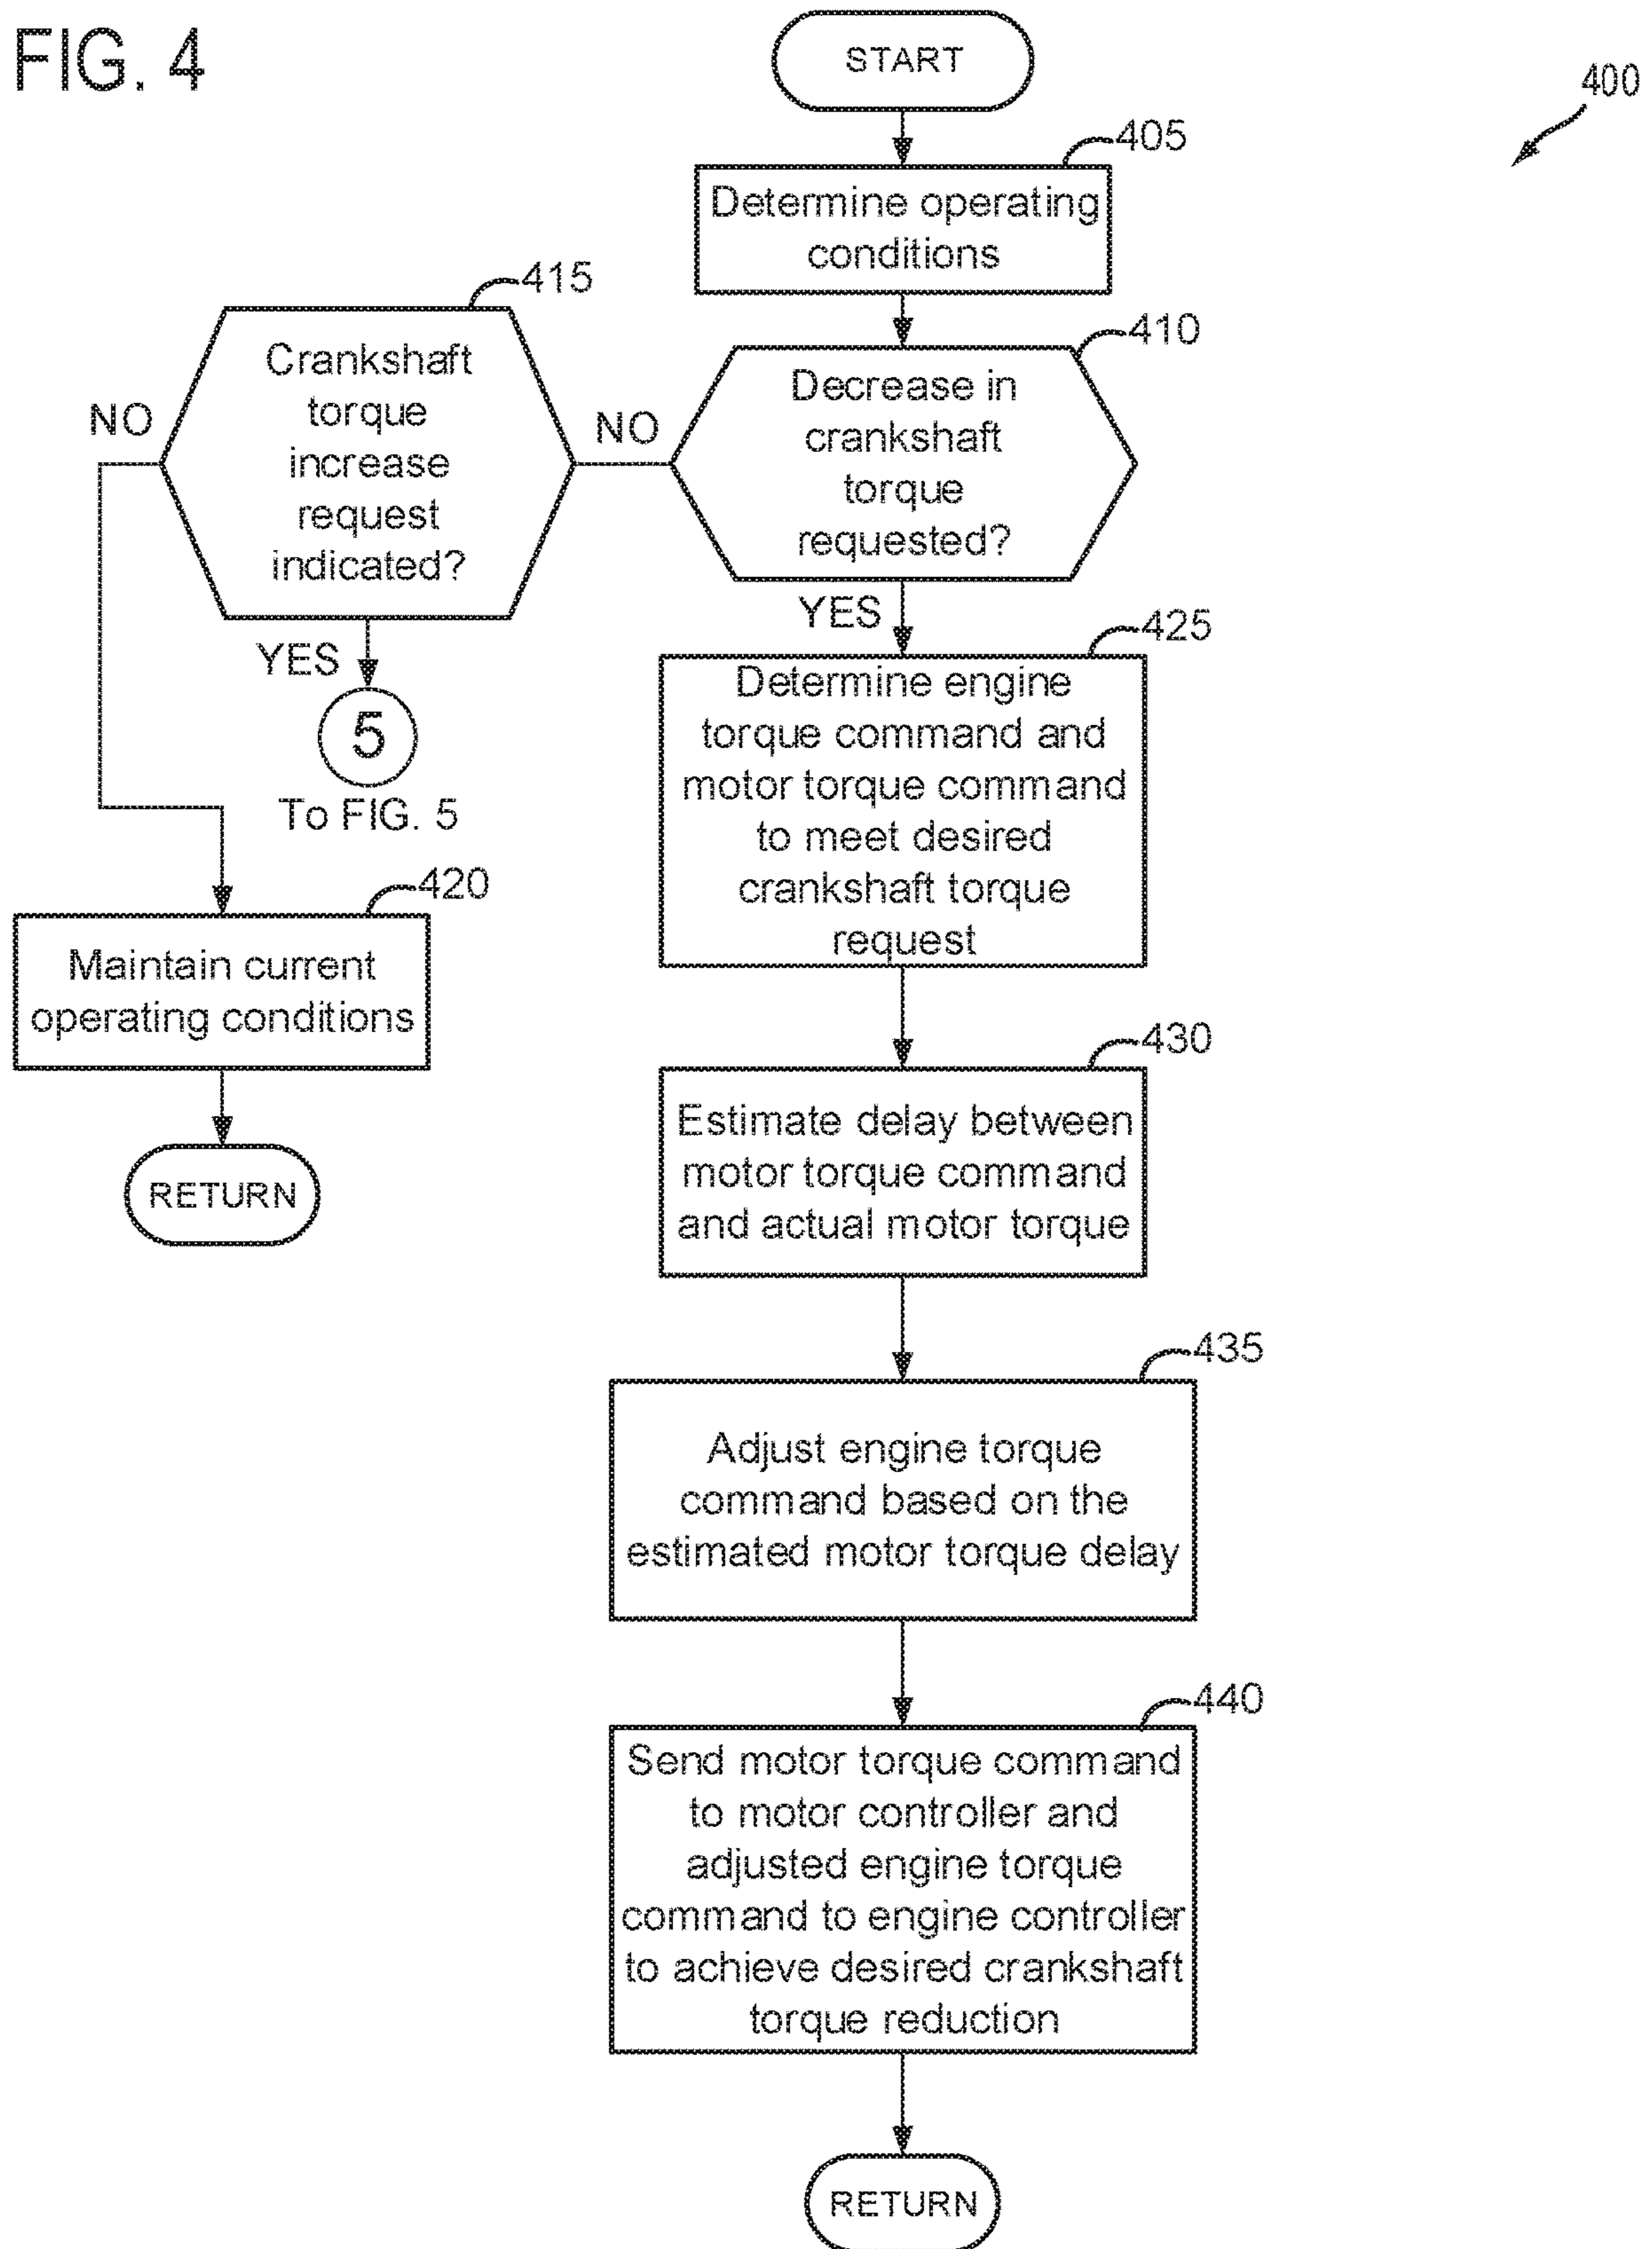 FIG. 4
START
400
405
Determine operating
conditions
415
Crankshaft
torque
increase
request
indicated?
NO
NO
410
Decrease in
crankshaft
torque
requested?
YES
YES
5
To FIG. 5
425
Determine engine
torque command and
motor torque command
to meet desired
crankshaft torque
request
420
Maintain current
operating conditions
RETURN
430
Estimate delay between
motor torque command
and actual motor torque
435
Adjust engine torque
command based on the
estimated motor torque delay
440
Send motor torque command
to motor controller and
adjusted engine torque
command to engine controller
to achieve desired crankshaft
torque reduction
RETURN